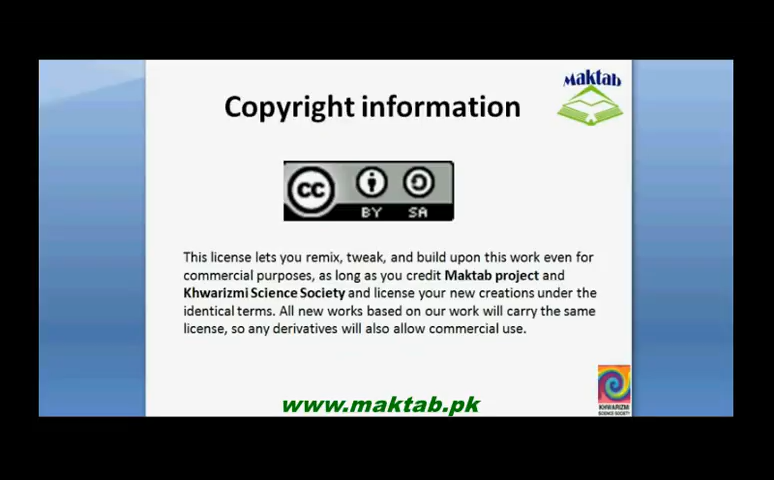 Maktab
Copyright information
cc
BY SA
This license lets you remix, tweak, and build upon this work even for
commercial purposes, as long as you credit Maktab project and
Khwarizmi Science Society and license your new creations under the
identical terms. All new works based on our work will carry the same
license, so any derivatives will also allow commercial use.
KHWARIZMI
SCIENCE SOCIETY
www.maktab.pk